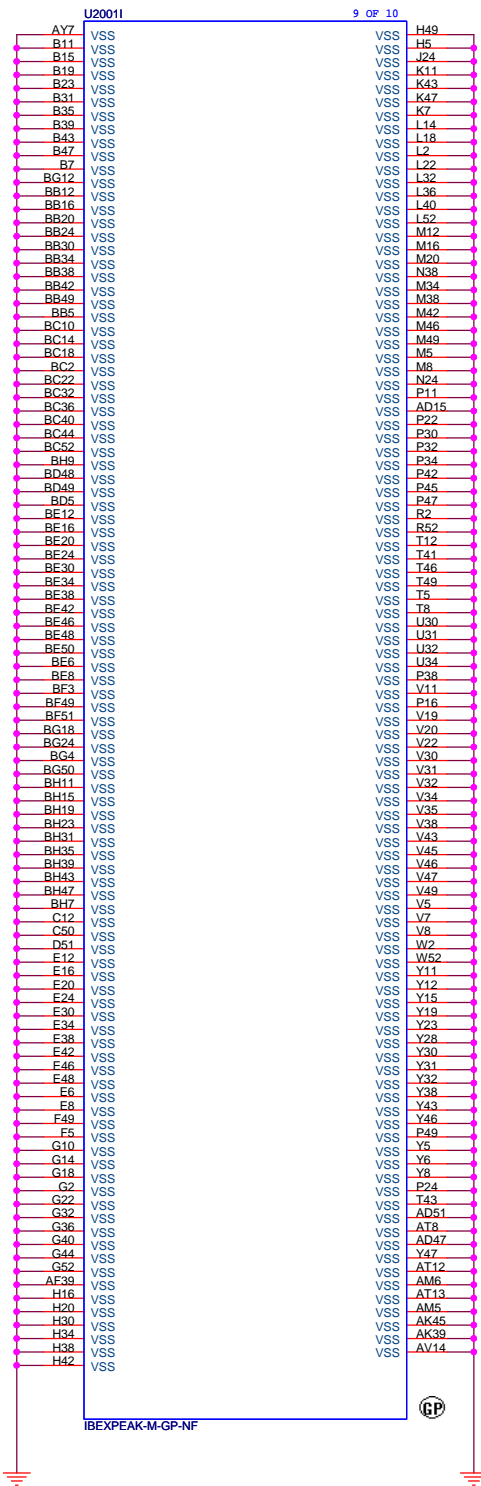 U2001I 9 OF 10
AY7 VSS VSS H49
B11 VSS VSS H5
B15 VSS VSS J24
B19 VSS VSS K11
B23 VSS VSS K43
B31 VSS VSS K47
B35 VSS VSS K7
B39 VSS VSS L14
B43 VSS VSS L18
B47 VSS VSS L2
B7 VSS VSS L22
BG12 VSS VSS L32
BB12 VSS VSS L36
BB16 VSS VSS L40
BB20 VSS VSS L52
BB24 VSS VSS M12
BB30 VSS VSS M16
BB34 VSS VSS M20
BB38 VSS VSS N38
BB42 VSS VSS M34
BB49 VSS VSS M38
BB5 VSS VSS M42
BC10 VSS VSS M46
BC14 VSS VSS M49
BC18 VSS VSS M5
BC2 VSS VSS M8
BC22 VSS VSS N24
BC32 VSS VSS P11
BC36 VSS VSS AD15
BC40 VSS VSS P22
BC44 VSS VSS P30
BC52 VSS VSS P32
BH9 VSS VSS P34
BD48 VSS VSS P42
BD49 VSS VSS P45
BD5 VSS VSS P47
BE12 VSS VSS R2
BE16 VSS VSS R52
BE20 VSS VSS T12
BE24 VSS VSS T41
BE30 VSS VSS T46
BE34 VSS VSS T49
BE38 VSS VSS T5
BE42 VSS VSS T8
BE46 VSS VSS U30
BE48 VSS VSS U31
BE50 VSS VSS U32
BE6 VSS VSS U34
BE8 VSS VSS P38
BF3 VSS VSS V11
BF49 VSS VSS P16
BF51 VSS VSS V19
BG18 VSS VSS V20
BG24 VSS VSS V22
BG4 VSS VSS V30
BG50 VSS VSS V31
BH11 VSS VSS V32
BH15 VSS VSS V34
BH19 VSS VSS V35
BH23 VSS VSS V38
BH31 VSS VSS V43
BH35 VSS VSS V45
BH39 VSS VSS V46
BH43 VSS VSS V47
BH47 VSS VSS V49
BH7 VSS VSS V5
C12 VSS VSS V7
C50 VSS VSS V8
D51 VSS VSS W2
E12 VSS VSS W52
E16 VSS VSS Y11
E20 VSS VSS Y12
E24 VSS VSS Y15
E30 VSS VSS Y19
E34 VSS VSS Y23
E38 VSS VSS Y28
E42 VSS VSS Y30
E46 VSS VSS Y31
E48 VSS VSS Y32
E6 VSS VSS Y38
E8 VSS VSS Y43
F49 VSS VSS Y46
F5 VSS VSS P49
G10 VSS VSS Y5
G14 VSS VSS Y6
G18 VSS VSS Y8
G2 VSS VSS P24
G22 VSS VSS T43
G32 VSS VSS AD51
G36 VSS VSS AT8
G40 VSS VSS AD47
G44 VSS VSS Y47
G52 VSS VSS AT12
AF39 VSS VSS AM6
H16 VSS VSS AT13
H20 VSS VSS AM5
H30 VSS VSS AK45
H34 VSS VSS AK39
H38 VSS VSS AV14
H42 VSS
GP
IBEXPEAK-M-GP-NF